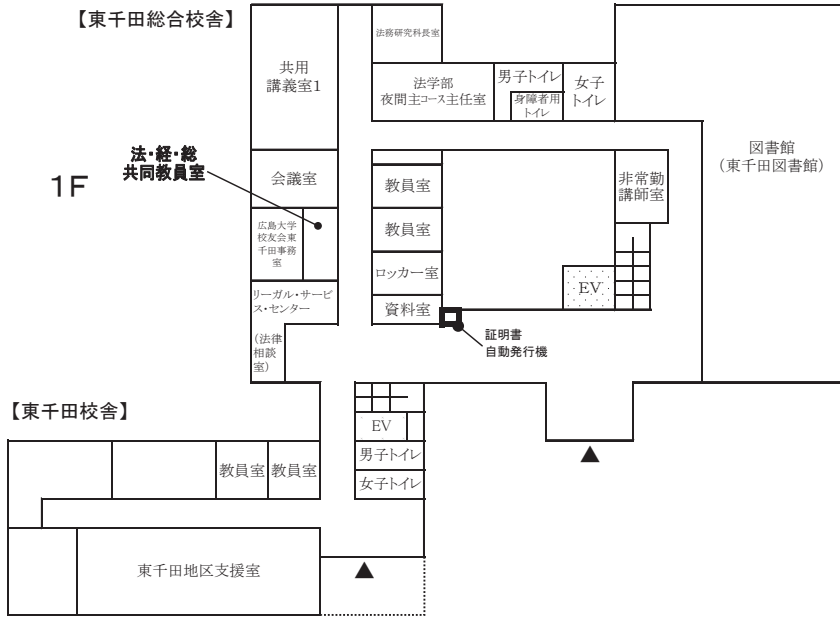 【東千田総合校舎】
法務研究科長室
共用
講義室1
法学部
夜間主コース主任室
男子トイレ
身障者用
トイレ
女子
トイレ
図書館
(東千田図書館)
法・経・総
共同教員室
1F
会議室
教員室
非常勤
講師室
広島大学
校友会東
千田事務
室
教員室
ロッカー室
EV
リーガル・サービ
ス・センター
資料室
(法律
相談
室)
証明書
自動発行機
【東千田校舎】
EV
男子トイレ
教員室
教員室
女子トイレ
東千田地区支援室